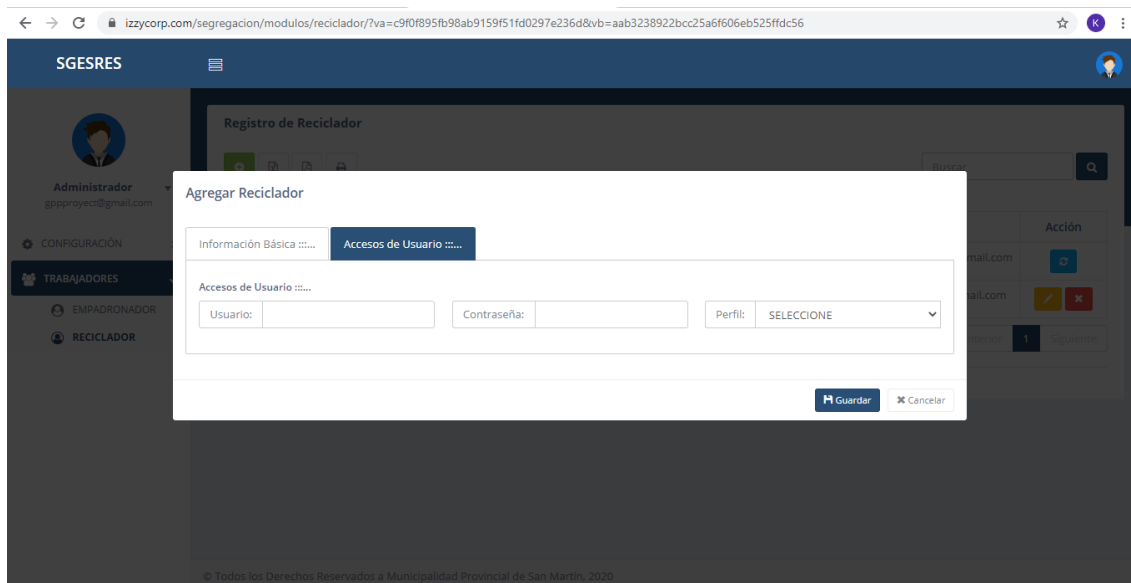 izzycorp.com/segregacion/modulos/reciclador/?va=c9f0f895fb98ab9159f51fd0297e236d&vb=aab3238922bcc25a6f606eb525ffdc56
K
SGESRES
Registro de Reciclador
Buscar
Administrador
gppproyect@gmail.com
Agregar Reciclador
CONFIGURACIÓN
Información Básica :::...
Accesos de Usuario :::...
Acción
mail.com
TRABAJADORES
Accesos de Usuario :::...
nail.com
EMPADRONADOR
Usuario:
Contraseña:
Perfil:
SELECCIONE
RECICLADOR
1
Siguiente
Guardar
Cancelar
© Todos los Derechos Reservados a Municipalidad Provincial de San Martín, 2020